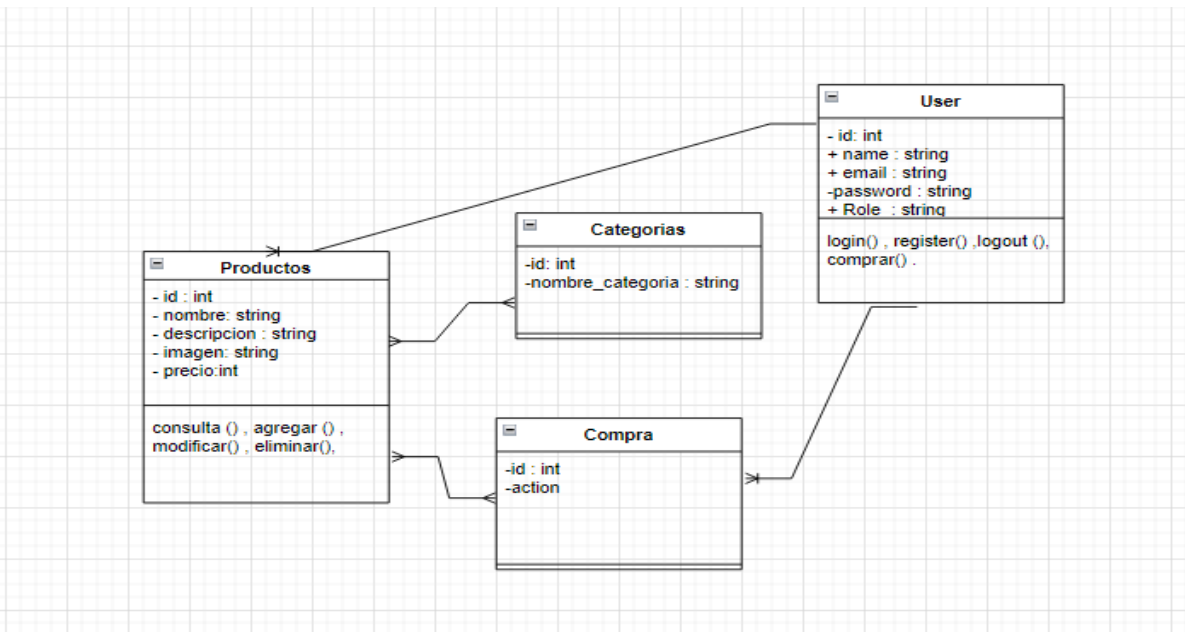 User
- id: int
+ name : string
+ email : string
-password : string
+ Role : string
login() , register() ,logout (),
comprar() .
Categorias
-id: int
-nombre_categoria : string
Productos
- id : int
- nombre: string
- descripcion : string
- imagen: string
- precio:int
consulta () , agregar () ,
modificar() , eliminar(),
Compra
-id : int
-action